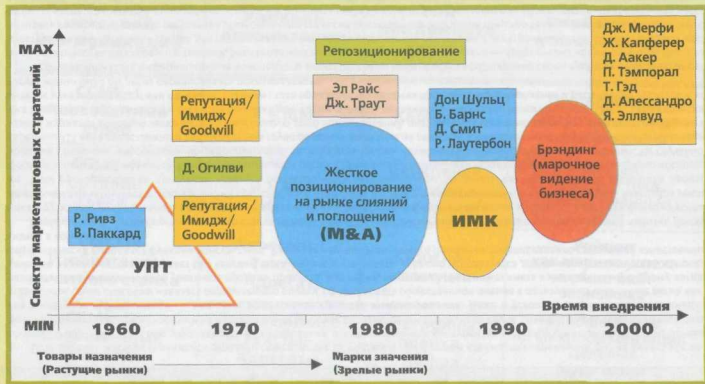 MAX
Спектр маркетинговых стратегий
MIN
Р. Ривз
В. Паккард
УПТ
Репутация/
Имидж/
Goodwill
Д. Огилви
Репутация/
Имидж/
Goodwill
Репозиционирование
Эл Райс
Дж. Траут
Жесткое
позиционирование
на рынке слияний
и поглощений
(M&A)
Дон Шульц
Б. Барнс
Д. Смит
Р. Лаутербон
ИМК
Брэндинг
(марочное
видение
бизнеса)
Дж. Мерфи
Ж. Капферер
Д. Аакер
П. Тэмпорал
Т. Гэд
Д. Алессандро
Я. Эллвуд
Время внедрения
1960
1970
1980
1990
2000
Товары назначения
(Растущие рынки)
Марки значения
(Зрелые рынки)